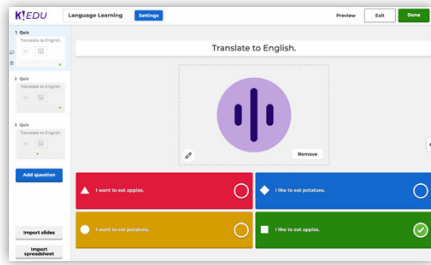 K!EDU
Language Learning
Settings
Preview
Exit
Done
1 Quiz
Translate to English.
2 Quiz
Translate to English.
3 Quiz
Translate to English.
Add question
Import slides
Import
spreadsheet
Translate to English.
Remove
I want to eat apples.
I like to eat potatoes.
I want to eat potatoes.
I like to eat apples.